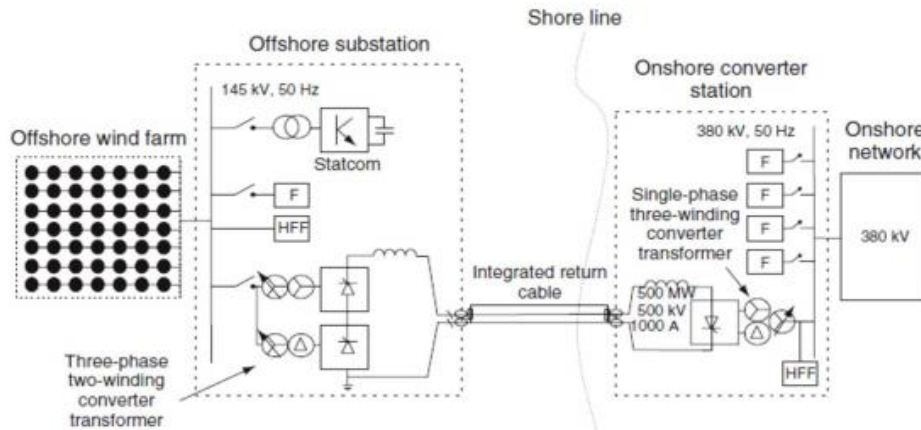 Shore line
Offshore substation
145 kV, 50 Hz
Offshore wind farm
Statcom
F
HFF
Three-phase
two-winding
converter
transformer
Δ
Integrated return
cable
Onshore converter
station
380 kV, 50 Hz
F
F
F
F
Single-phase
three-winding
converter
transformer
500 MW
500 kV
1000 A
Δ
HFF
Onshore
network
380 kV